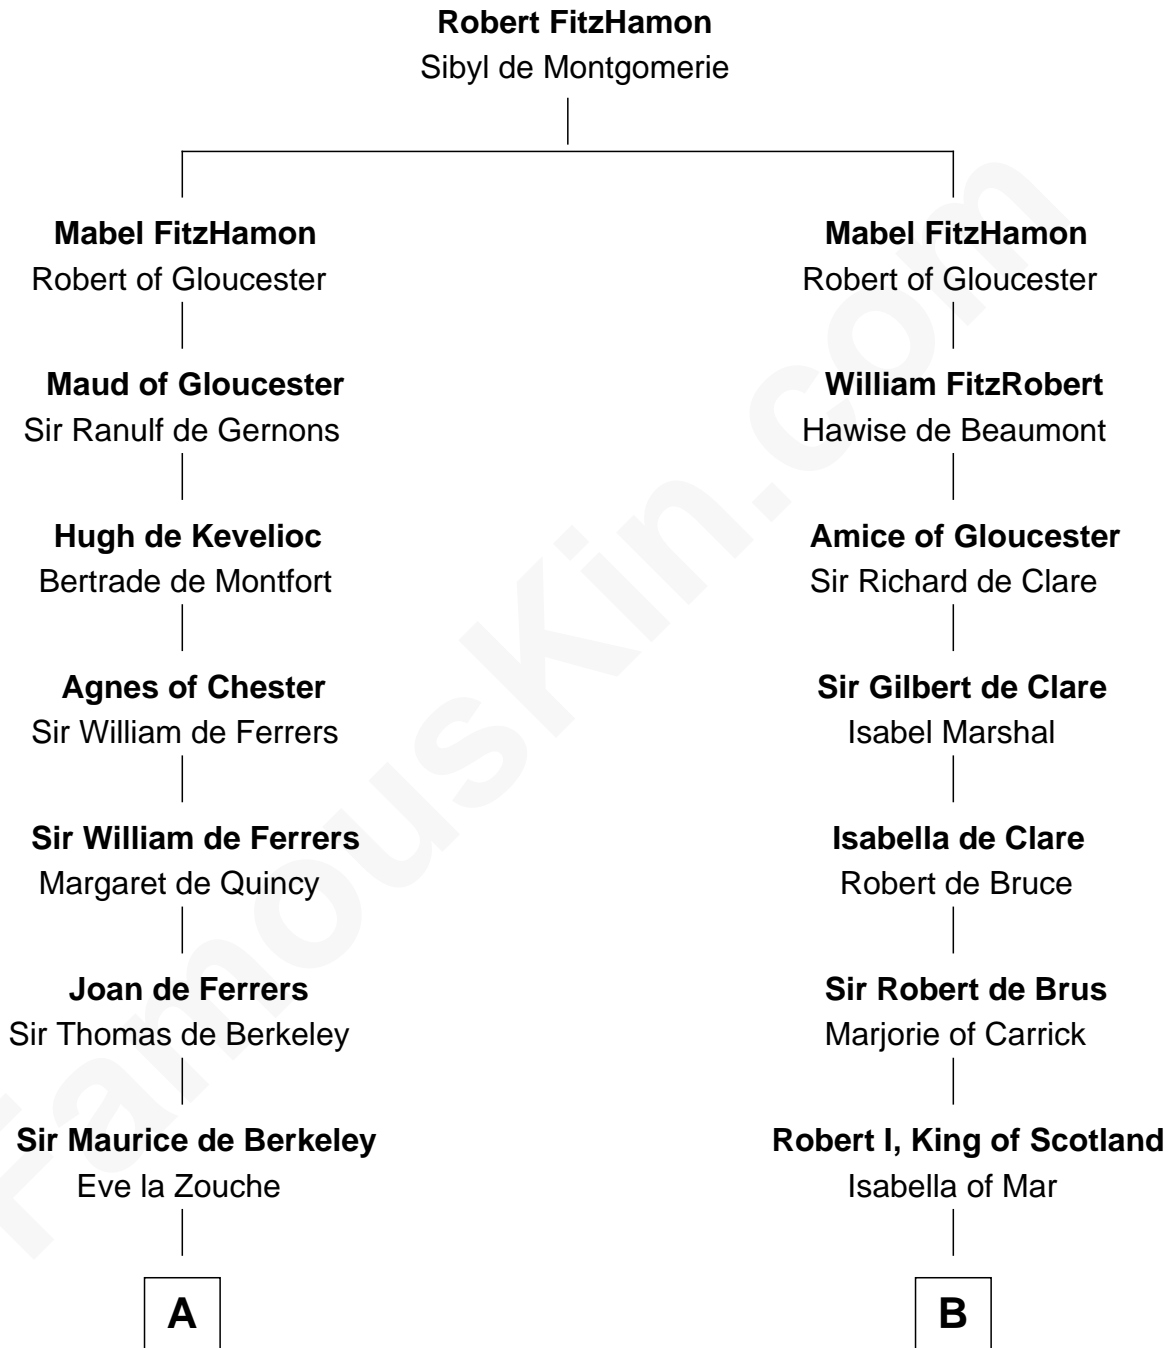 Robert FitzHamon
Sibyl de Montgomerie
Mabel FitzHamon
Robert of Gloucester
Maud of Gloucester
Sir Ranulf de Gernons
Hugh de Kevelioc
Bertrade de Montfort
Agnes of Chester
Sir William de Ferrers
Sir William de Ferrers
Margaret de Quincy
Joan de Ferrers
Sir Thomas de Berkeley
Sir Maurice de Berkeley
Eve la Zouche
A
Mabel FitzHamon
Robert of Gloucester
William FitzRobert
Hawise de Beaumont
Amice of Gloucester
Sir Richard de Clare
Sir Gilbert de Clare
Isabel Marshal
Isabella de Clare
Robert de Bruce
Sir Robert de Brus
Marjorie of Carrick
Robert I, King of Scotland
Isabella of Mar
B
FamousKin.com